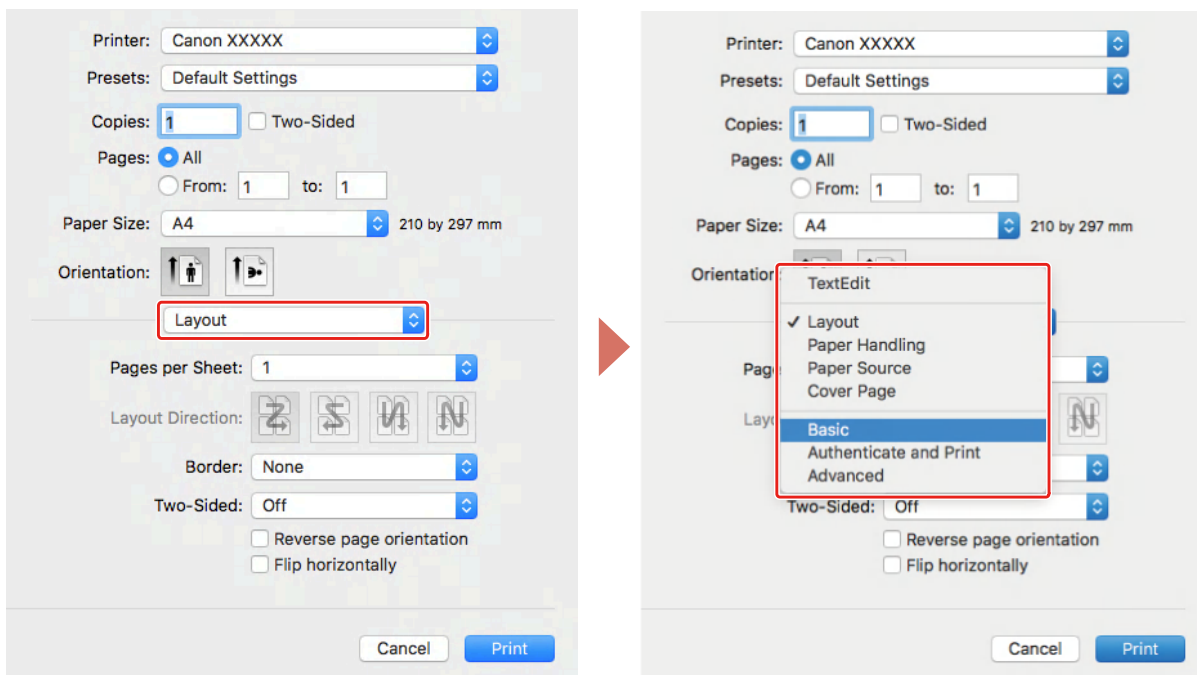 Printer: Canon XXXXX
Presets: Default Settings
Copies: 1 Two-Sided
Pages: All
From: 1 to: 1
Paper Size: A4 210 by 297 mm
Orientation:
Layout
Pages per Sheet: 1
Layout Direction:
Border: None
Two-Sided: Off
Reverse page orientation
Flip horizontally
Cancel Print
Printer: Canon XXXXX
Presets: Default Settings
Copies: 1 Two-Sided
Pages: All
From: 1 to: 1
Paper Size: A4 210 by 297 mm
Orientation
TextEdit
✓ Layout
Paper Handling
Page
Paper Source
Cover Page
Layo
Basic
Authenticate and Print
Advanced
Two-Sided: Off
Reverse page orientation
Flip horizontally
Cancel Print